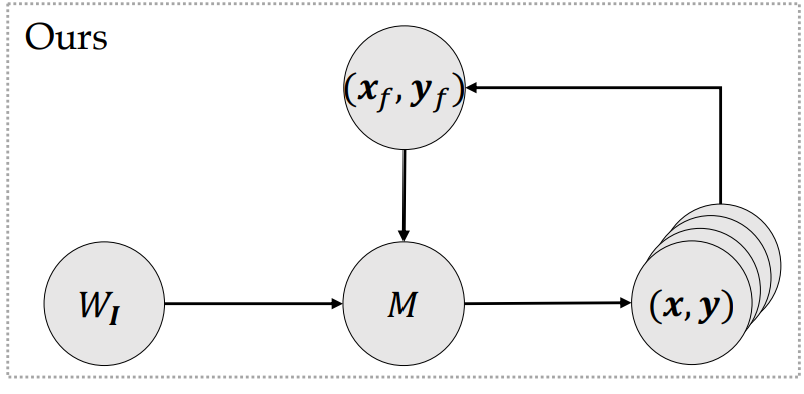 Ours
(𝒙_f, 𝒚_f)
W_I
M
(𝒙, 𝒚)